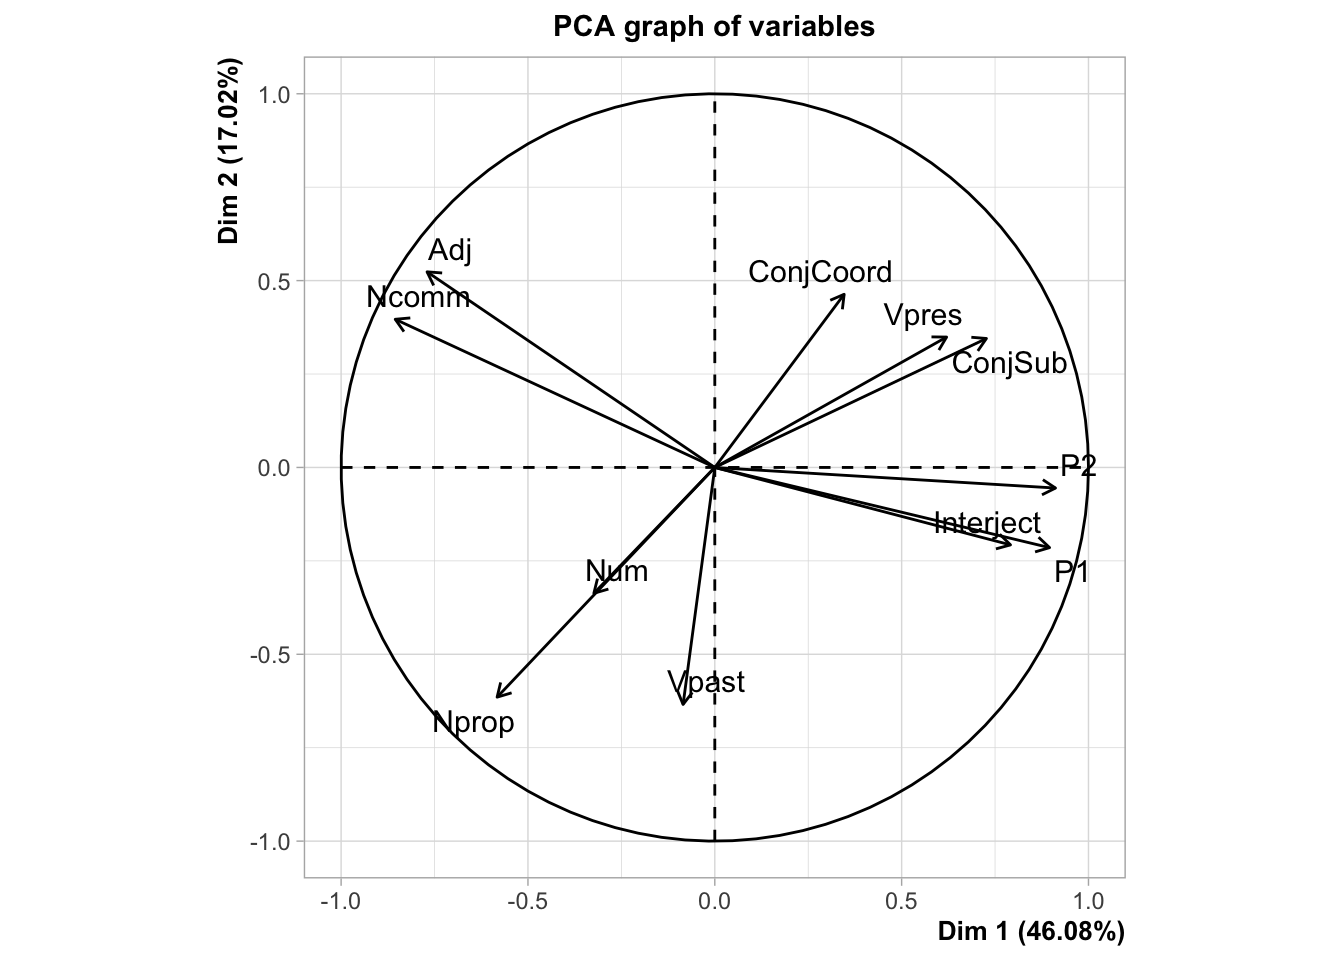 PCA graph of variables
Dim 2 (17.02%)
1.0
0.5
0.0
-0.5
-1.0
Adj
Ncomm
ConjCoord
Vpres
ConjSub
P2
Interject
P1
Num
Vpast
Nprop
-1.0 -0.5 0.0 0.5 1.0
Dim 1 (46.08%)